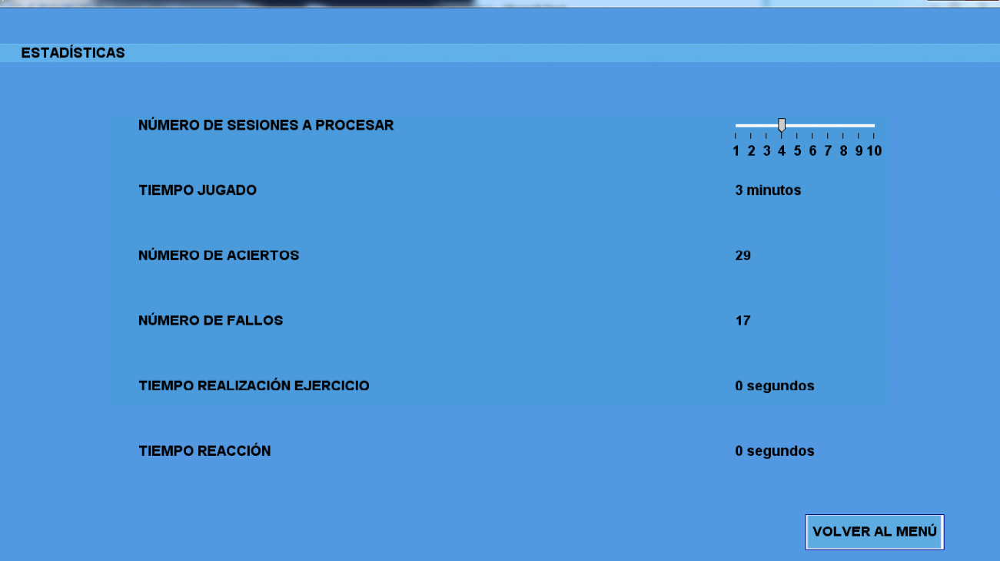 ESTADÍSTICAS
NÚMERO DE SESIONES A PROCESAR
1 2 3 4 5 6 7 8 9 10
TIEMPO JUGADO 3 minutos
NÚMERO DE ACIERTOS 29
NÚMERO DE FALLOS 17
TIEMPO REALIZACIÓN EJERCICIO 0 segundos
TIEMPO REACCIÓN 0 segundos
VOLVER AL MENÚ